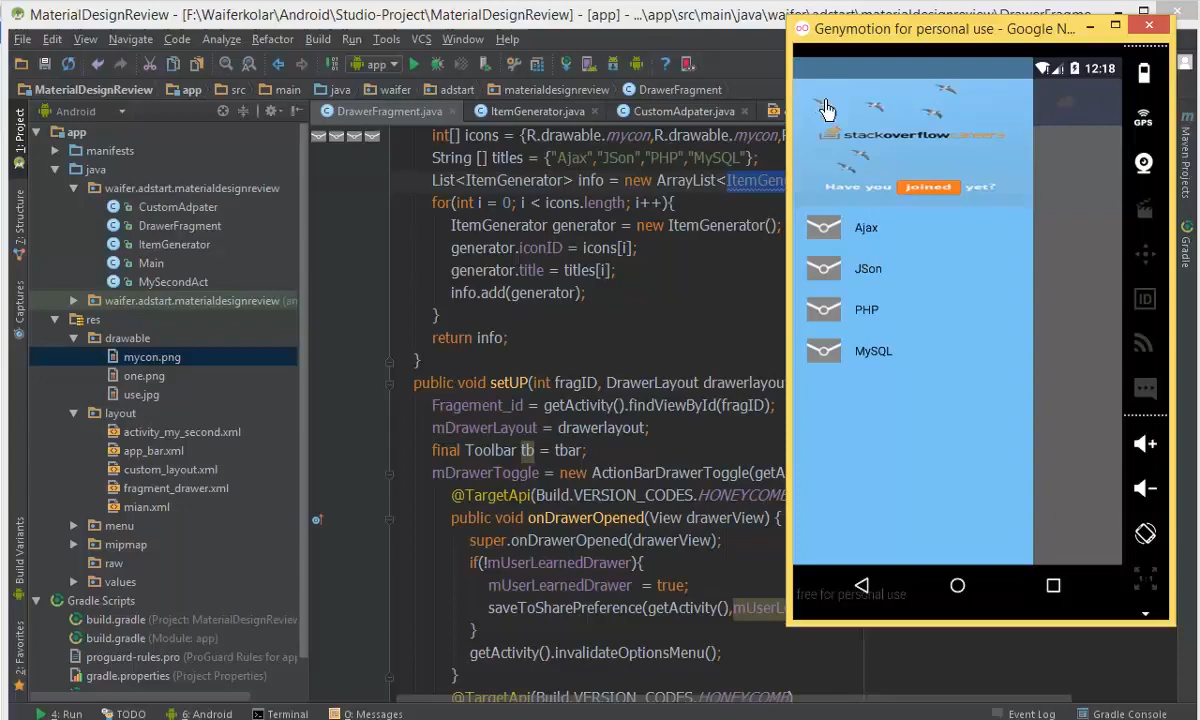 MaterialDesignReview - [F:\Waiferkolar\Android\Studio-Project\MaterialDesignReview] - [app] - ...\app\src\main\java\waifer\adstart\materialdesignreview\DrawerFragme...
File Edit View Navigate Code Analyze Refactor Build Run Tools VCS Window Help
app
MaterialDesignReview app src main java waifer adstart materialdesignreview DrawerFragment
Android
DrawerFragment.java ItemGenerator.java CustomAdpater.java
1: Project
Structure
Captures
Build Variants
2: Favorites
app
manifests
java
waifer.adstart.materialdesignreview
CustomAdpater
DrawerFragment
ItemGenerator
Main
MySecondAct
waifer.adstart.materialdesignreview (an
res
drawable
mycon.png
one.png
use.jpg
layout
activity_my_second.xml
app_bar.xml
custom_layout.xml
fragment_drawer.xml
mian.xml
menu
mipmap
raw
values
Gradle Scripts
build.gradle (Project: MaterialDesignRevie
build.gradle (Module: app)
proguard-rules.pro (ProGuard Rules for ap
gradle.properties (Project Properties)
int[] icons = {R.drawable.mycon,R.drawable.mycon,R
String [] titles = {"Ajax","JSon","PHP","MySQL"};
List<ItemGenerator> info = new ArrayList<ItemGen
for(int i = 0; i < icons.length; i++){
ItemGenerator generator = new ItemGenerator();
generator.iconID = icons[i];
generator.title = titles[i];
info.add(generator);
}
return info;
}
public void setUP(int fragID, DrawerLayout drawerlayou
Fragement_id = getActivity().findViewById(fragID);
mDrawerLayout = drawerlayout;
final Toolbar tb = tbar;
mDrawerToggle = new ActionBarDrawerToggle(getA
@TargetApi(Build.VERSION_CODES.HONEYCOMB
public void onDrawerOpened(View drawerView) {
super.onDrawerOpened(drawerView);
if(!mUserLearnedDrawer){
mUserLearnedDrawer = true;
saveToSharePreference(getActivity(),mUserL
}
getActivity().invalidateOptionsMenu();
}
@TargetApi(Build.VERSION_CODES.HONEYCOMB)
Genymotion for personal use - Google N...
12:18
stackoverflow careers
Have you joined yet?
Ajax
JSon
PHP
MySQL
free for personal use
GPS
ID
1:1
Maven Projects
Gradle
4: Run TODO 6: Android Terminal 0: Messages Event Log Gradle Console